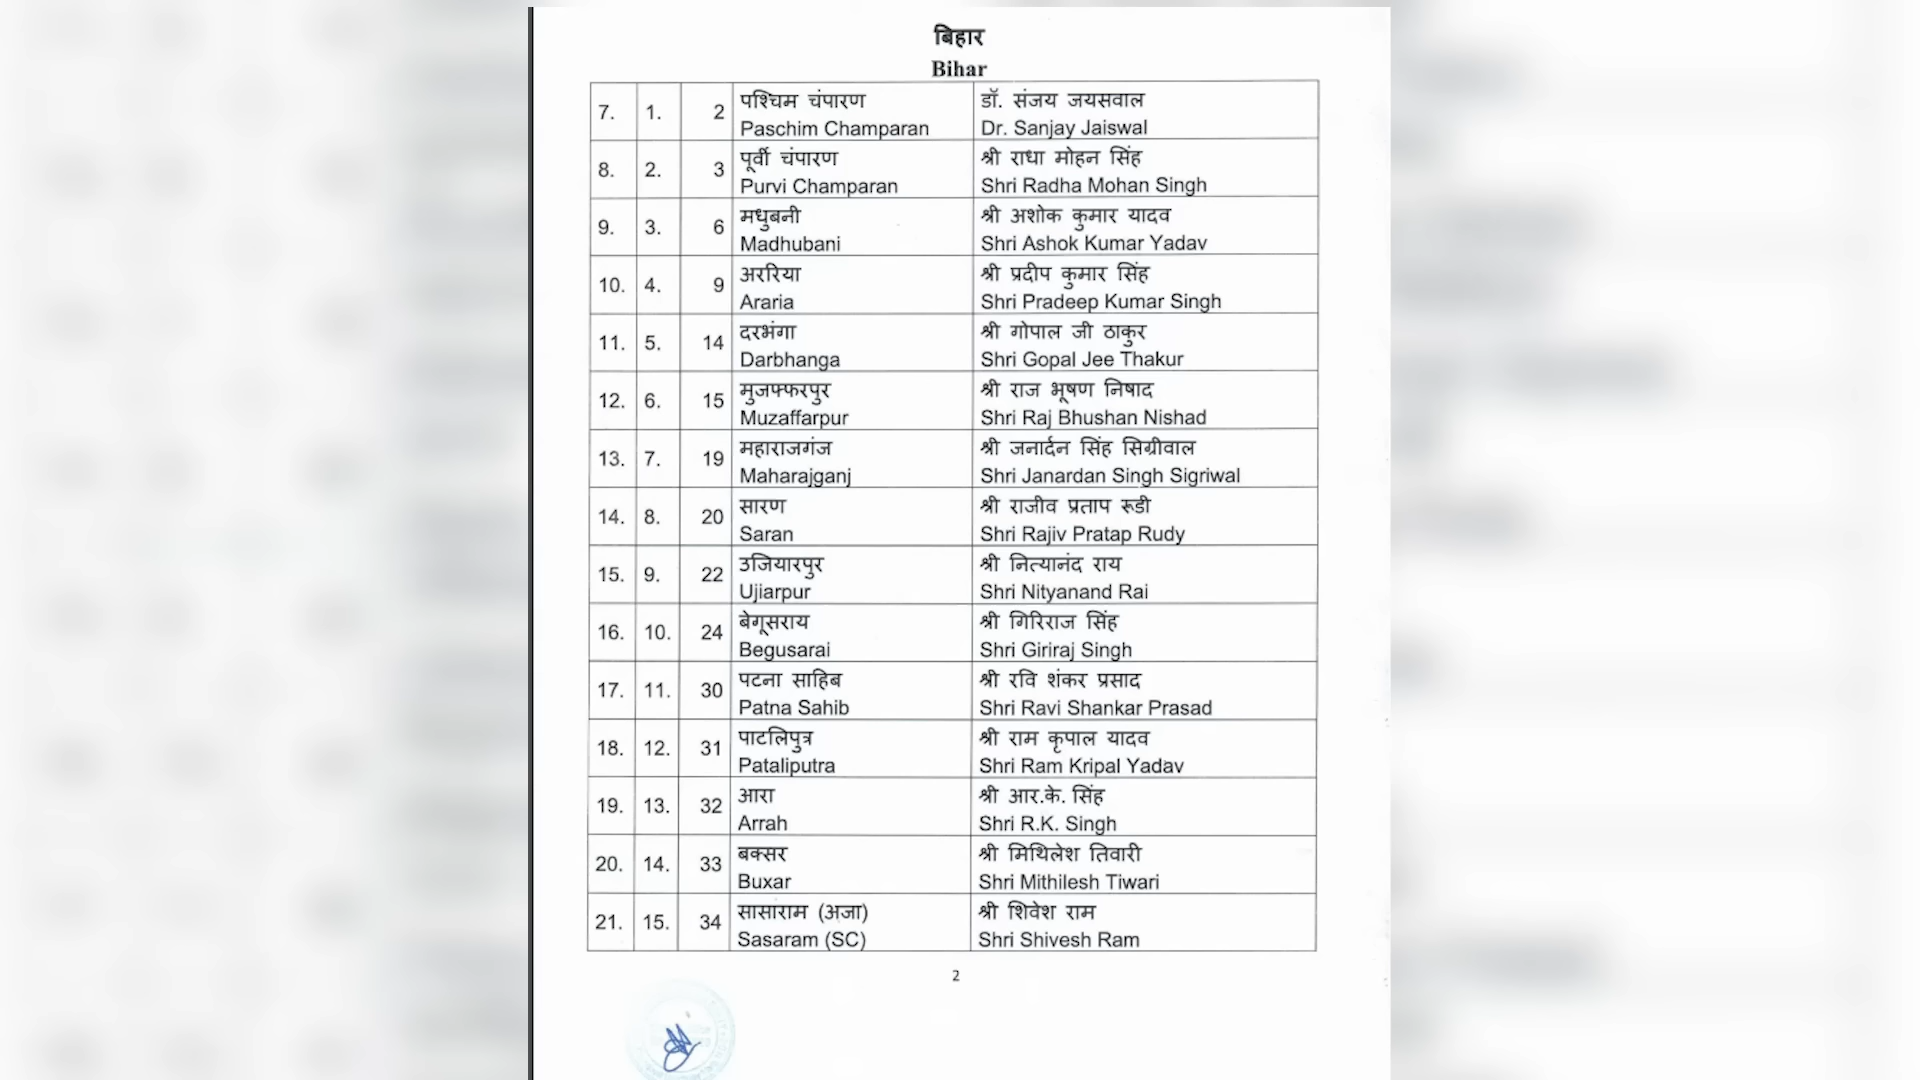 बिहार
Bihar
7. 1. 2 पश्चिम चंपारण डॉ. संजय जयसवाल
Paschim Champaran Dr. Sanjay Jaiswal
8. 2. 3 पूर्वी चंपारण श्री राधा मोहन सिंह
Purvi Champaran Shri Radha Mohan Singh
9. 3. 6 मधुबनी श्री अशोक कुमार यादव
Madhubani Shri Ashok Kumar Yadav
10. 4. 9 अररिया श्री प्रदीप कुमार सिंह
Araria Shri Pradeep Kumar Singh
11. 5. 14 दरभंगा श्री गोपाल जी ठाकुर
Darbhanga Shri Gopal Jee Thakur
12. 6. 15 मुजफ्फरपुर श्री राज भूषण निषाद
Muzaffarpur Shri Raj Bhushan Nishad
13. 7. 19 महाराजगंज श्री जनार्दन सिंह सिग्रीवाल
Maharajganj Shri Janardan Singh Sigriwal
14. 8. 20 सारण श्री राजीव प्रताप रूडी
Saran Shri Rajiv Pratap Rudy
15. 9. 22 उजियारपुर श्री नित्यानंद राय
Ujiarpur Shri Nityanand Rai
16. 10. 24 बेगूसराय श्री गिरिराज सिंह
Begusarai Shri Giriraj Singh
17. 11. 30 पटना साहिब श्री रवि शंकर प्रसाद
Patna Sahib Shri Ravi Shankar Prasad
18. 12. 31 पाटलिपुत्र श्री राम कृपाल यादव
Pataliputra Shri Ram Kripal Yadav
19. 13. 32 आरा श्री आर.के. सिंह
Arrah Shri R.K. Singh
20. 14. 33 बक्सर श्री मिथिलेश तिवारी
Buxar Shri Mithilesh Tiwari
21. 15. 34 सासाराम (अजा) श्री शिवेश राम
Sasaram (SC) Shri Shivesh Ram
2